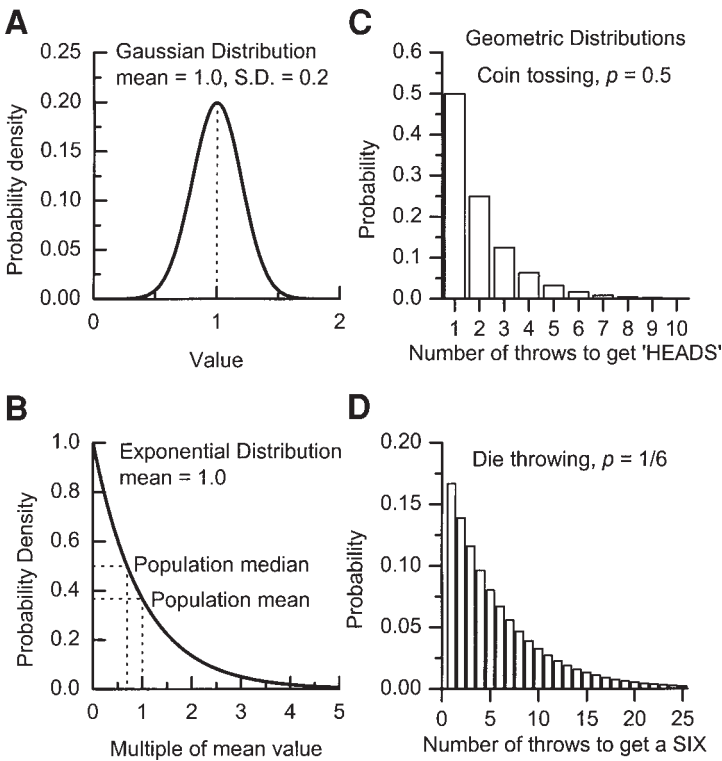 A
Gaussian Distribution
mean = 1.0, S.D. = 0.2
Probability density
0.25
0.20
0.15
0.10
0.05
0.00
0 1 2
Value
C
Geometric Distributions
Coin tossing, p = 0.5
Probability
0.6
0.5
0.4
0.3
0.2
0.1
0.0
1 2 3 4 5 6 7 8 9 10
Number of throws to get 'HEADS'
B
Exponential Distribution
mean = 1.0
Probability Density
1.0
0.8
0.6
0.4
0.2
0.0
Population median
Population mean
0 1 2 3 4 5
Multiple of mean value
D
Die throwing, p = 1/6
Probability
0.20
0.15
0.10
0.05
0.00
0 5 10 15 20 25
Number of throws to get a SIX